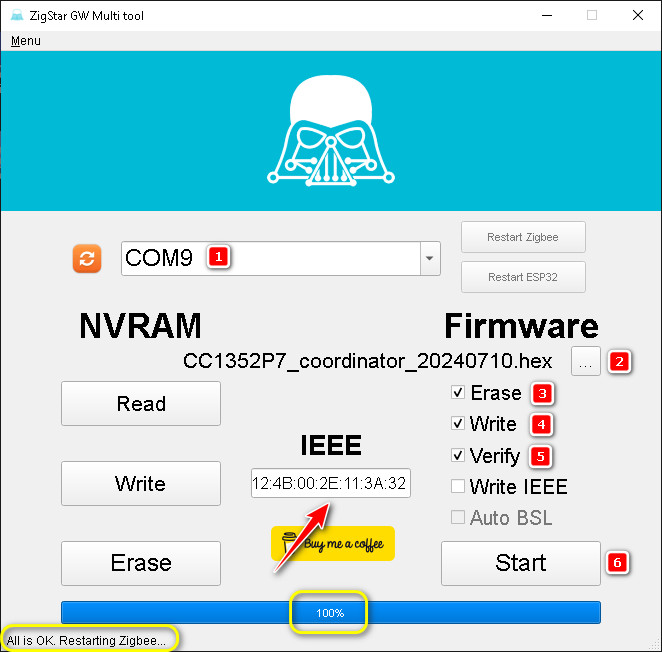 ZigStar GW Multi tool
Menu
COM9
1
Restart Zigbee
Restart ESP32
NVRAM
Firmware
CC1352P7_coordinator_20240710.hex
...
2
Read
Erase
3
Write
4
IEEE
Verify
5
Write
12:4B:00:2E:11:3A:32
Write IEEE
Auto BSL
Buy me a coffee
Erase
Start
6
100%
All is OK. Restarting Zigbee...